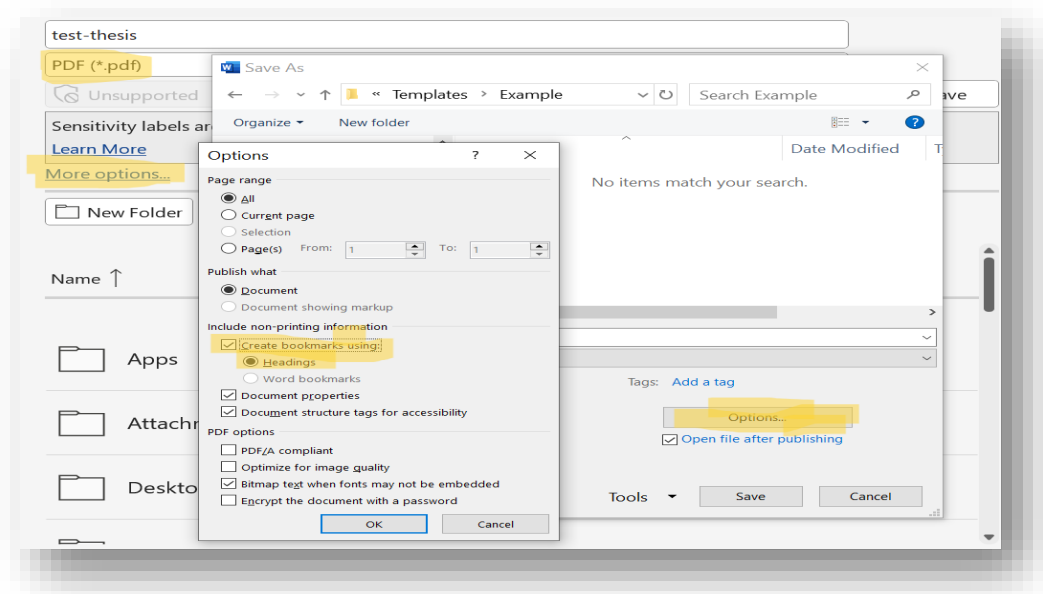 test-thesis
PDF (*.pdf)
Unsupported
Sensitivity labels ar
Learn More
More options...
New Folder
Name ↑
Apps
Attachr
Deskto
Save As
« Templates > Example
Search Example
ave
Organize
New folder
?
Date Modified
T
No items match your search.
Tags: Add a tag
Options...
Open file after publishing
Tools
Save
Cancel
Options
?
Page range
All
Current page
Selection
Page(s) From: 1 To: 1
Publish what
Document
Document showing markup
Include non-printing information
Create bookmarks using:
Headings
Word bookmarks
Document properties
Document structure tags for accessibility
PDF options
PDF/A compliant
Optimize for image quality
Bitmap text when fonts may not be embedded
Encrypt the document with a password
OK
Cancel